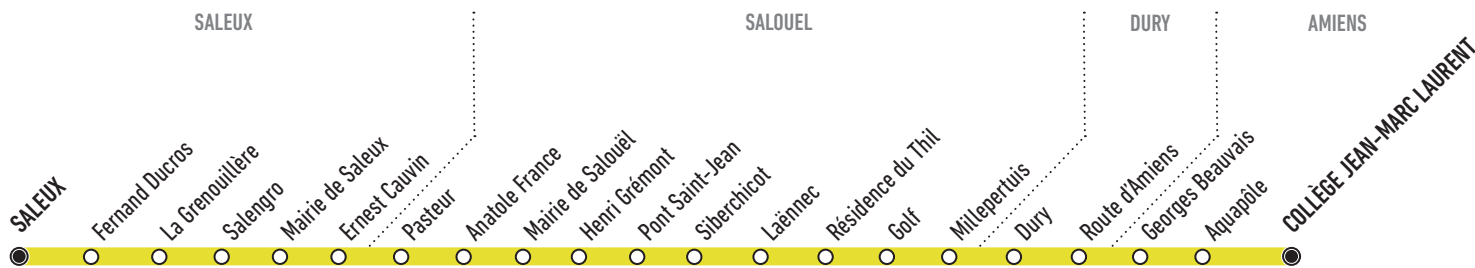 SALEUX
SALOUEL
DURY
AMIENS
SALEUX
Fernand Ducros
La Grenouillère
Salengro
Mairie de Saleux
Ernest Cauvin
Pasteur
Anatole France
Mairie de Salouël
Henri Grémont
Pont Saint-Jean
Siberchicot
Laënnec
Résidence du Thil
Golf
Millepertuis
Dury
Route d'Amiens
Georges Beauvais
Aquapôle
COLLÈGE JEAN-MARC LAURENT